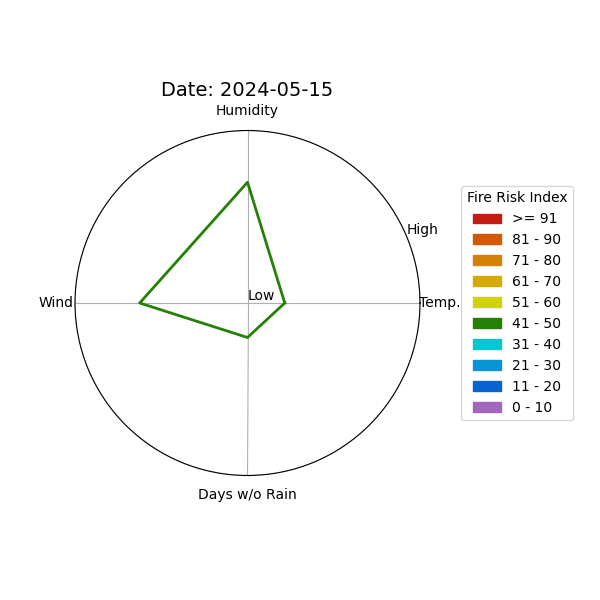 Date: 2024-05-15
Humidity
High
Low
Wind
Temp.
Days w/o Rain
Fire Risk Index
>= 91
81 - 90
71 - 80
61 - 70
51 - 60
41 - 50
31 - 40
21 - 30
11 - 20
0 - 10